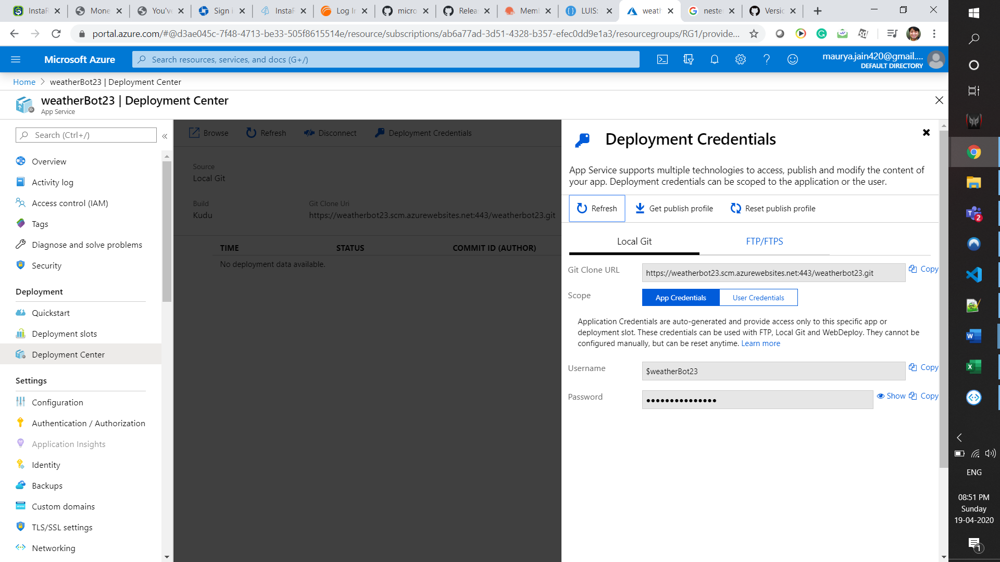 InstaR
Mone
You've
Sign i
InstaR
Log In
micro
Relea
Meml
LUIS:
weath
neste
Versio
portal.azure.com/#@d3ae045c-7f48-4713-be33-505f8615514e/resource/subscriptions/ab6a77ad-3d51-4328-b357-efec0dd9e1a3/resourcegroups/RG1/provide...
Microsoft Azure
Search resources, services, and docs (G+/)
maurya.jain420@gmail....
DEFAULT DIRECTORY
Home
weatherBot23 | Deployment Center
weatherBot23 | Deployment Center
App Service
Search (Ctrl+/)
Overview
Activity log
Access control (IAM)
Tags
Diagnose and solve problems
Security
Deployment
Quickstart
Deployment slots
Deployment Center
Settings
Configuration
Authentication / Authorization
Application Insights
Identity
Backups
Custom domains
TLS/SSL settings
Networking
Browse
Refresh
Disconnect
Deployment Credentials
Source
Local Git
Build
Kudu
Git Clone Uri
https://weatherbot23.scm.azurewebsites.net:443/weatherbot23.git
TIME
STATUS
COMMIT ID (AUTHOR)
No deployment data available.
Deployment Credentials
App Service supports multiple technologies to access, publish and modify the content of
your app. Deployment credentials can be scoped to the application or the user.
Refresh
Get publish profile
Reset publish profile
Local Git
FTP/FTPS
Git Clone URL
https://weatherbot23.scm.azurewebsites.net:443/weatherbot23.git
Copy
Scope
App Credentials
User Credentials
Application Credentials are auto-generated and provide access only to this specific app or
deployment slot. These credentials can be used with FTP, Local Git and WebDeploy. They cannot be
configured manually, but can be reset anytime. Learn more
Username
$weatherBot23
Copy
Password
•••••••••••••••
Show
Copy
2
ENG
08:51 PM
Sunday
19-04-2020
1